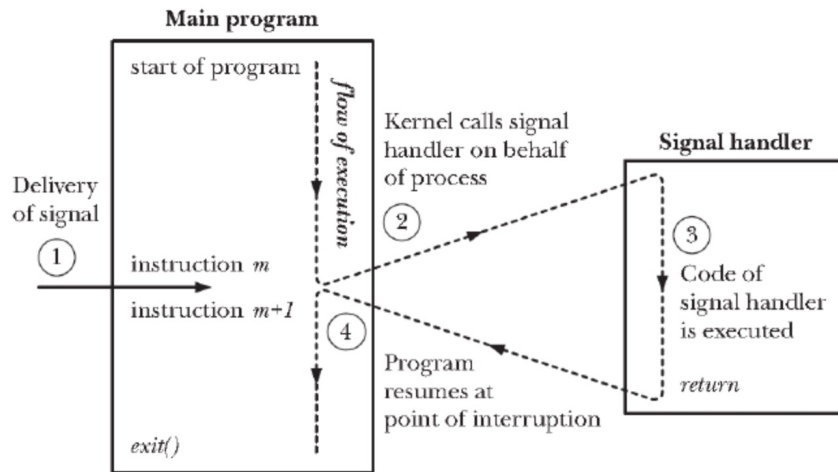 Main program
start of program
flow of execution
Kernel calls signal
handler on behalf
of process
Signal handler
Delivery
of signal
1
2
3
instruction m
instruction m+1
4
Code of
signal handler
is executed
Program
resumes at
point of interruption
return
exit()